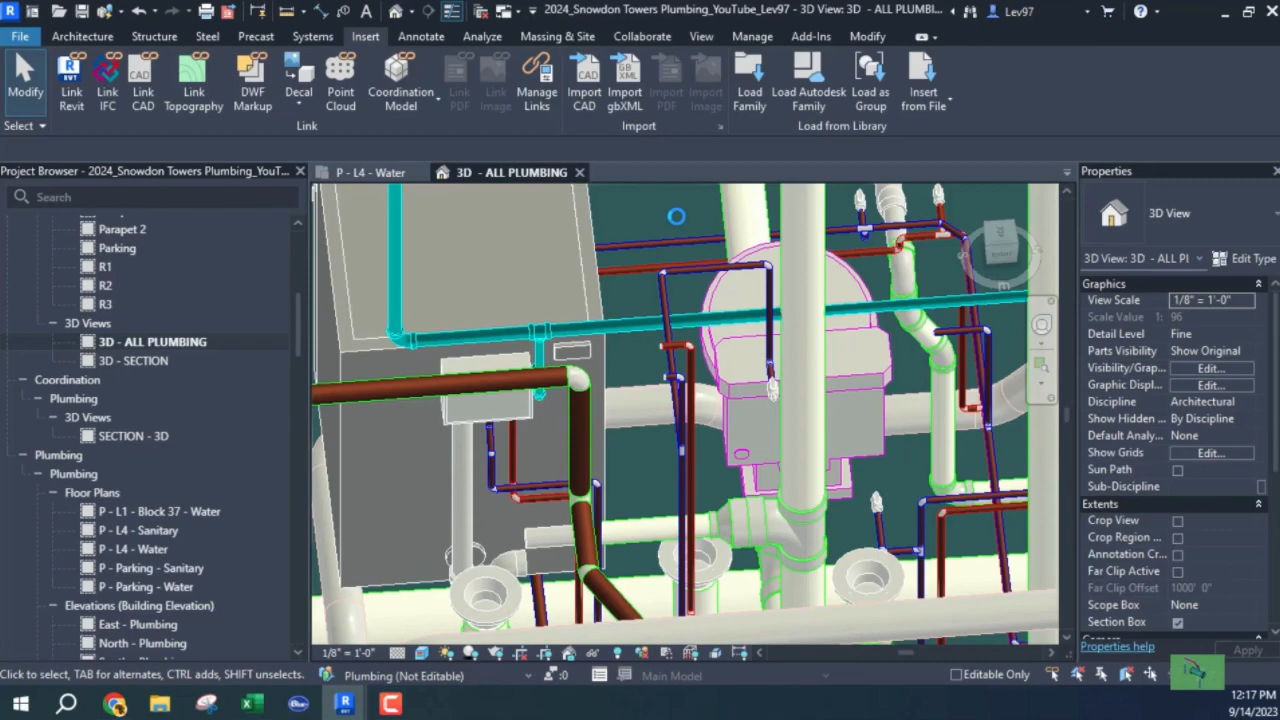 2024_Snowdon Towers Plumbing_YouTube_Lev97 - 3D View: 3D - ALL PLUMBI...
Lev97
File Architecture Structure Steel Precast Systems Insert Annotate Analyze Massing & Site Collaborate View Manage Add-Ins Modify
Modify
Link Revit
Link IFC
Link CAD
Link Topography
DWF Markup
Decal
Point Cloud
Coordination Model
Link PDF
Link Image
Manage Links
Import CAD
Import gbXML
Import PDF
Import Image
Load Family
Load Autodesk Family
Load as Group
Insert from File
Select
Link
Import
Load from Library
Project Browser - 2024_Snowdon Towers Plumbing_YouT...
P - L4 - Water
3D - ALL PLUMBING
Properties
Search
Parapet 2
Parking
R1
R2
R3
3D Views
3D - ALL PLUMBING
3D - SECTION
Coordination
Plumbing
3D Views
SECTION - 3D
Plumbing
Plumbing
Floor Plans
P - L1 - Block 37 - Water
P - L4 - Sanitary
P - L4 - Water
P - Parking - Sanitary
P - Parking - Water
Elevations (Building Elevation)
East - Plumbing
North - Plumbing
3D View
3D View: 3D - ALL PI
Edit Type
Graphics
View Scale 1/8" = 1'-0"
Scale Value 1: 96
Detail Level Fine
Parts Visibility Show Original
Visibility/Grap... Edit...
Graphic Displ... Edit...
Discipline Architectural
Show Hidden ... By Discipline
Default Analy... None
Show Grids Edit...
Sun Path
Sub-Discipline
Extents
Crop View
Crop Region ...
Annotation Cr...
Far Clip Active
Far Clip Offset 1000' 0"
Scope Box None
Section Box
Properties help
Apply
1/8" = 1'-0"
Click to select, TAB for alternates, CTRL adds, SHIFT unselects.
Plumbing (Not Editable)
:0
Main Model
Editable Only
12:17 PM
9/14/2023